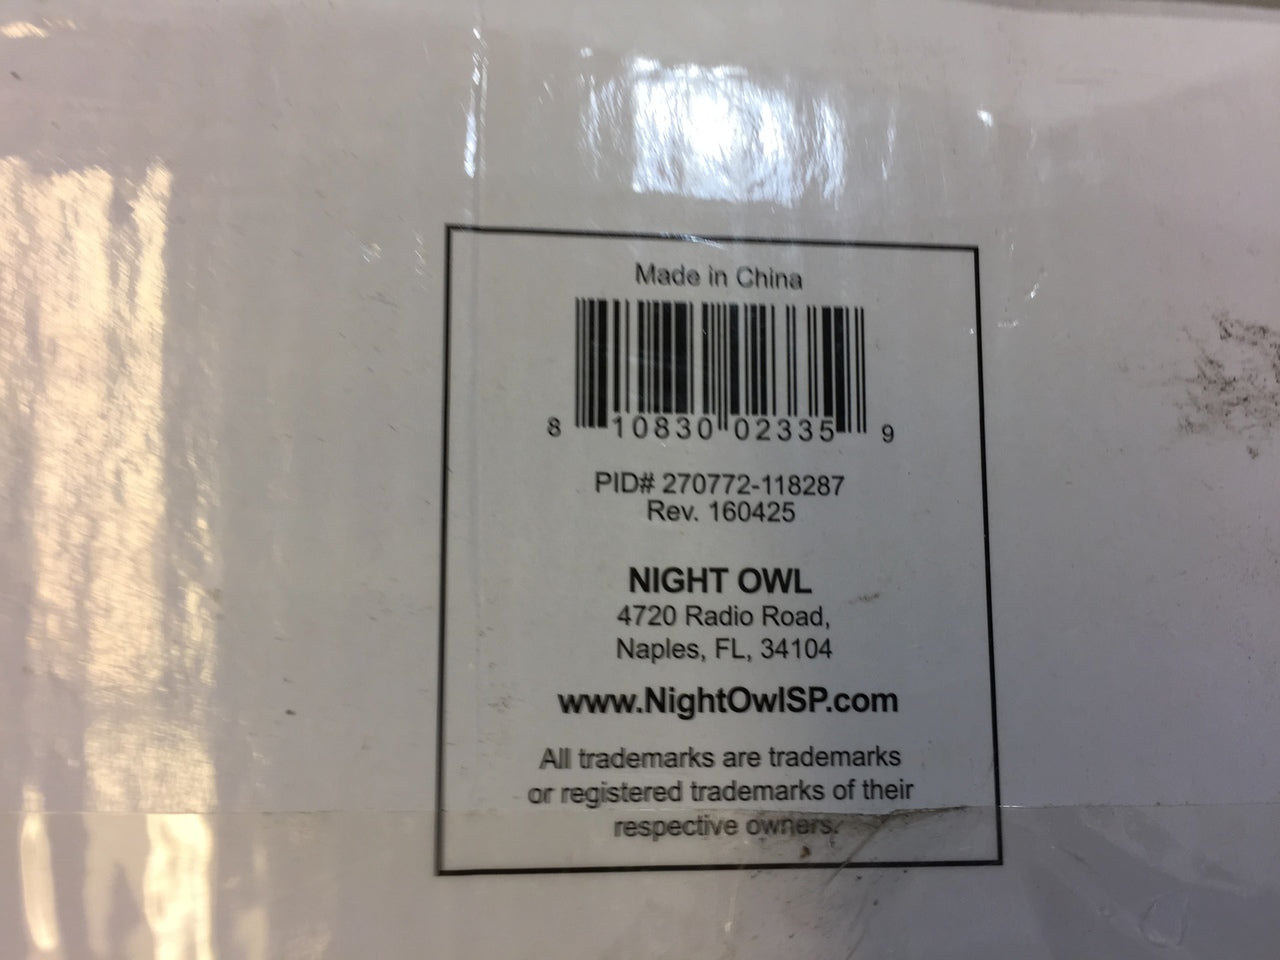 Made in China
8 10830 02335 9
PID# 270772-118287
Rev. 160425
NIGHT OWL
4720 Radio Road,
Naples, FL, 34104
www.NightOwlSP.com
All trademarks are trademarks
or registered trademarks of their
respective owners.